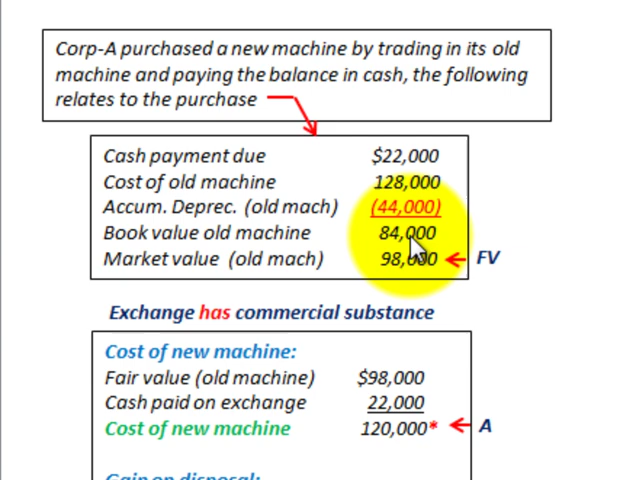 Corp-A purchased a new machine by trading in its old
machine and paying the balance in cash, the following
relates to the purchase
Cash payment due $22,000
Cost of old machine 128,000
Accum. Deprec. (old mach) (44,000)
Book value old machine 84,000
Market value (old mach) 98,000 FV
Exchange has commercial substance
Cost of new machine:
Fair value (old machine) $98,000
Cash paid on exchange 22,000
Cost of new machine 120,000* A
Gain on disposal: